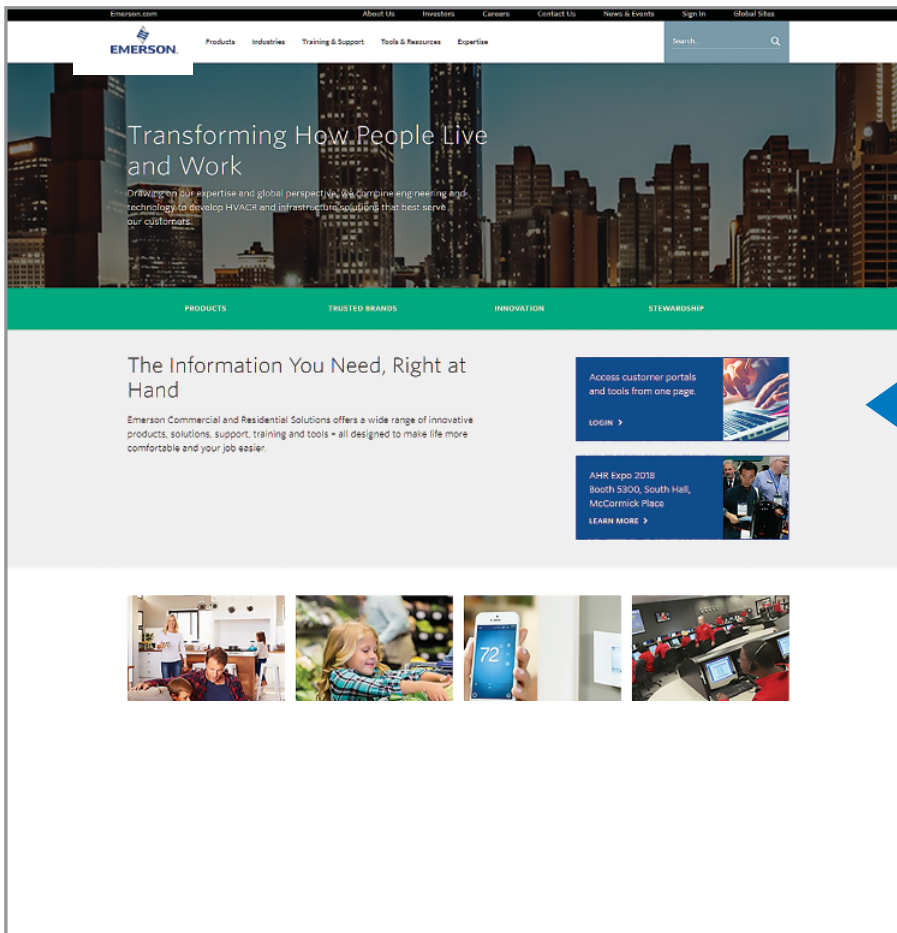 Emerson.com About Us Investors Careers Contact Us News & Events Sign In Global Sites
EMERSON.
Products Industries Training & Support Tools & Resources Expertise
Search...
Transforming How People Live
and Work
Drawing on our expertise and global perspective, we combine engineering and
technology to develop HVACR and infrastructure solutions that best serve
our customers.
PRODUCTS TRUSTED BRANDS INNOVATION STEWARDSHIP
The Information You Need, Right at
Hand
Emerson Commercial and Residential Solutions offers a wide range of innovative
products, solutions, support, training and tools – all designed to make life more
comfortable and your job easier.
Access customer portals
and tools from one page.
LOGIN >
AHR Expo 2018
Booth 5300, South Hall,
McCormick Place
LEARN MORE >
72